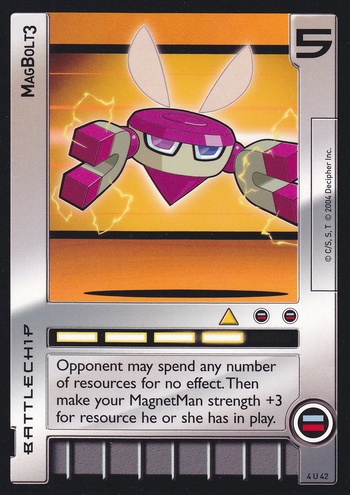 MAGBOLT3
5
© C/S, S, T © 2004 Decipher Inc.
BATTLECHIP
Opponent may spend any number
of resources for no effect. Then
make your MagnetMan strength +3
for resource he or she has in play.
4 U 42